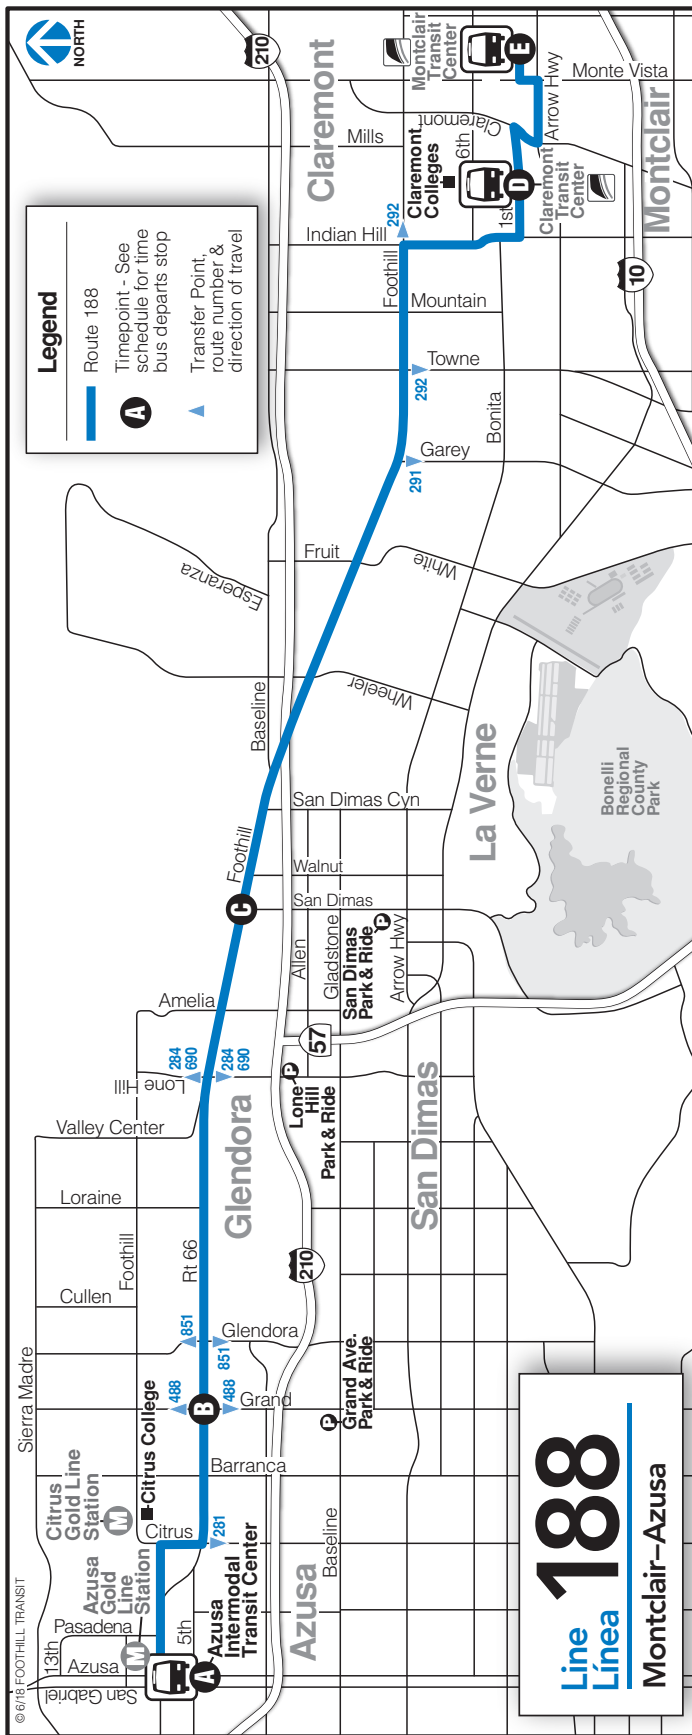 © 6/18 FOOTHILL TRANSIT
NORTH
Legend
Route 188
A
Timepoint - See
schedule for time
bus departs stop
Transfer Point,
route number &
direction of travel
Line
Línea
188
Montclair–Azusa
Sierra Madre
13th
Azusa
San Gabriel
Pasadena
Azusa
Gold
Line
Station
M
Citrus
Gold Line
Station
M
Citrus College
5th
A
Azusa
Intermodal
Transit Center
Azusa
Citrus
281
Barranca
Baseline
B
488
488
Grand
Grand Ave.
Park & Ride
P
851
851
Glendora
Cullen
Foothill
Rt 66
Loraine
210
Glendora
Valley Center
Lone Hill
284
690
284
690
Lone
Hill
Park & Ride
P
San Dimas
57
Amelia
Allen
Gladstone
San Dimas
Park & Ride
P
Arrow Hwy
C
Foothill
San Dimas
Walnut
San Dimas Cyn
La Verne
Bonelli
Regional
County
Park
Baseline
Wheeler
Esperanza
Fruit
White
Garey
291
Bonita
Towne
292
Mountain
Foothill
Indian Hill
292
Claremont
210
Mills
Claremont
Colleges
6th
1st
D
Claremont
Transit
Center
Claremont
Arrow Hwy
Monte Vista
Montclair
Transit
Center
E
Montclair
10